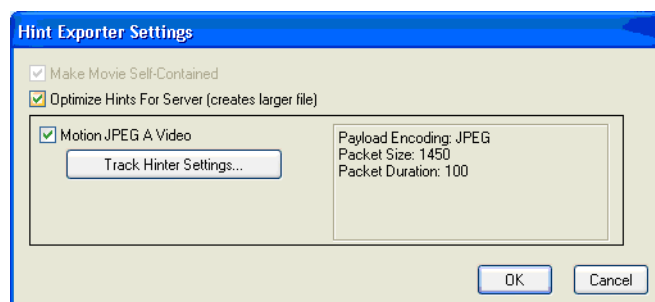 Hint Exporter Settings
Make Movie Self-Contained
Optimize Hints For Server (creates larger file)
Motion JPEG A Video
Track Hinter Settings...
Payload Encoding: JPEG
Packet Size: 1450
Packet Duration: 100
OK
Cancel